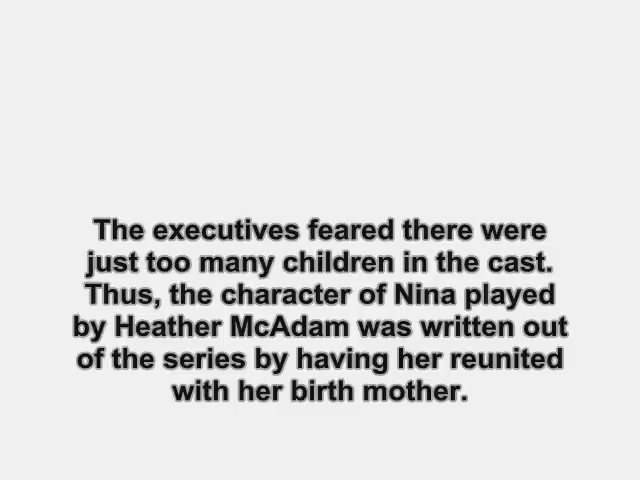 The executives feared there were
just too many children in the cast.
Thus, the character of Nina played
by Heather McAdam was written out
of the series by having her reunited
with her birth mother.